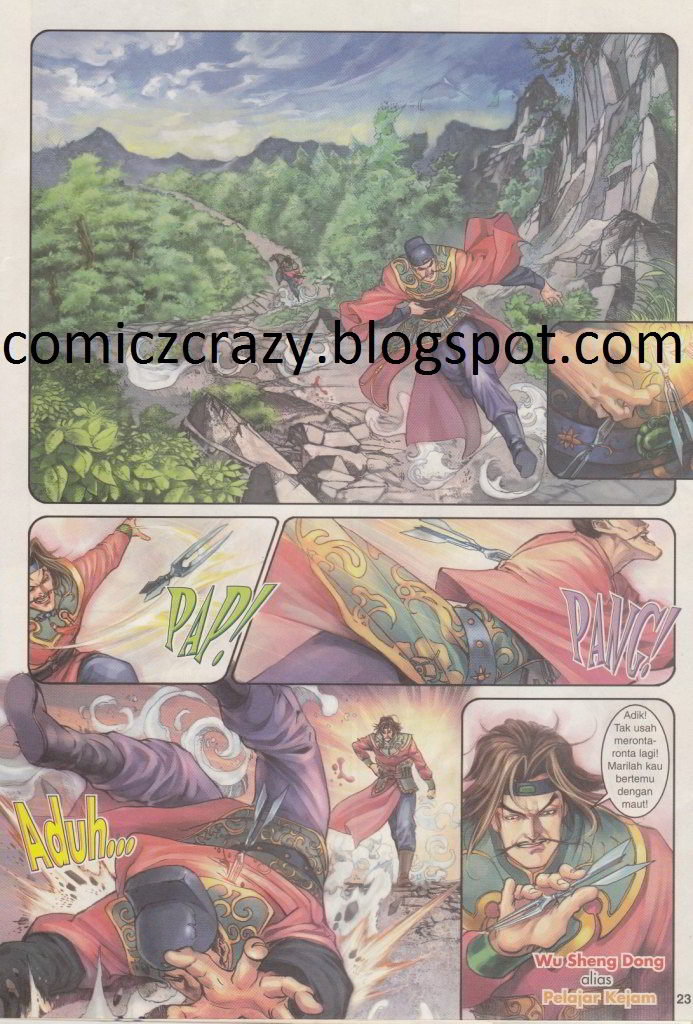 comiczcrazy.blogspot.com
PAP!
PANG!
Aduh...
Adik!
Tak usah
meronta-
ronta lagi!
Marilah kau
bertemu
dengan
maut!
Wu Sheng Dong
alias
Pelajar Kejam
23